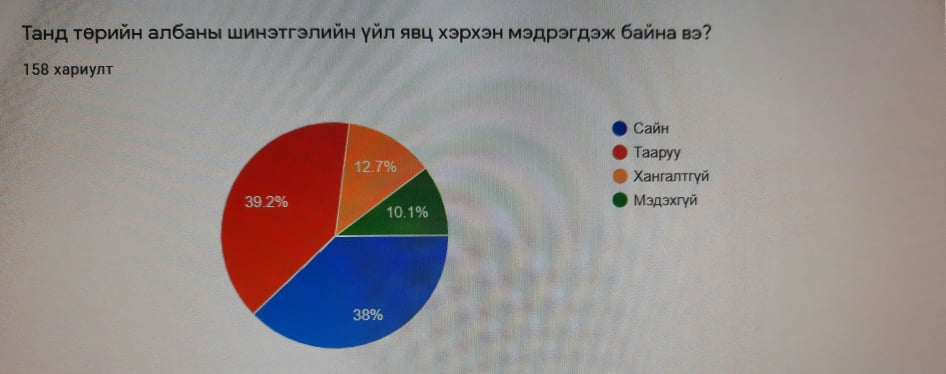 Танд төрийн албаны шинэтгэлийн үйл явц хэрхэн мэдрэгдэж байна вэ?
158 хариулт
Сайн
Тааруу
Хангалтгүй
Мэдэхгүй
12.7%
39.2%
10.1%
38%